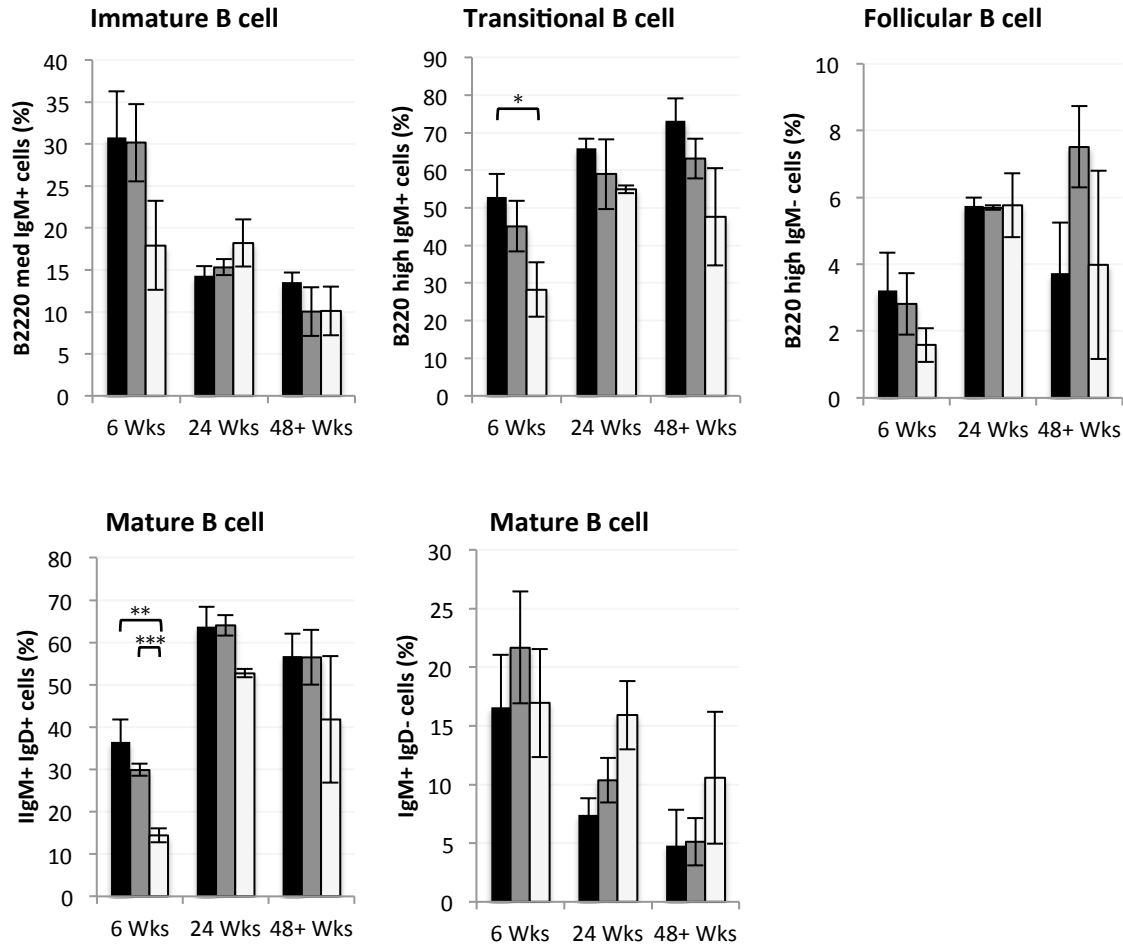 Immature B cell
B2220 med IgM+ cells (%)
40
35
30
25
20
15
10
5
0
6 Wks 24 Wks 48+ Wks
Transitional B cell
B220 high IgM+ cells (%)
90
80
70
60
50
40
30
20
10
0
*
6 Wks 24 Wks 48+ Wks
Follicular B cell
B220 high IgM- cells (%)
10
8
6
4
2
0
6 Wks 24 Wks 48+ Wks
Mature B cell
IIgM+ IgD+ cells (%)
80
70
60
50
40
30
20
10
0
**
***
6 Wks 24 Wks 48+ Wks
Mature B cell
IgM+ IgD- cells (%)
30
25
20
15
10
5
0
6 Wks 24 Wks 48+ Wks